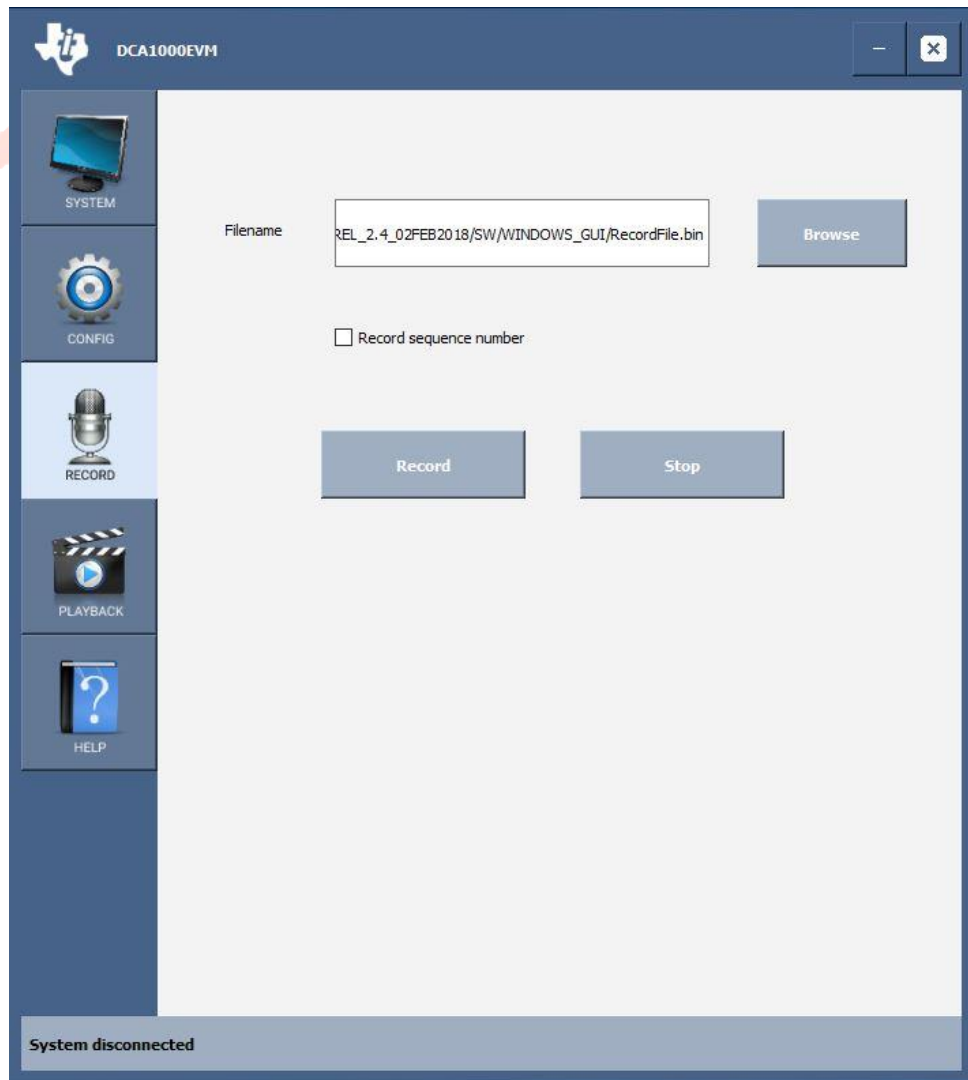 DCA1000EVM
SYSTEM
CONFIG
RECORD
PLAYBACK
HELP
Filename
REL_2.4_02FEB2018/SW/WINDOWS_GUI/RecordFile.bin
Browse
Record sequence number
Record
Stop
System disconnected